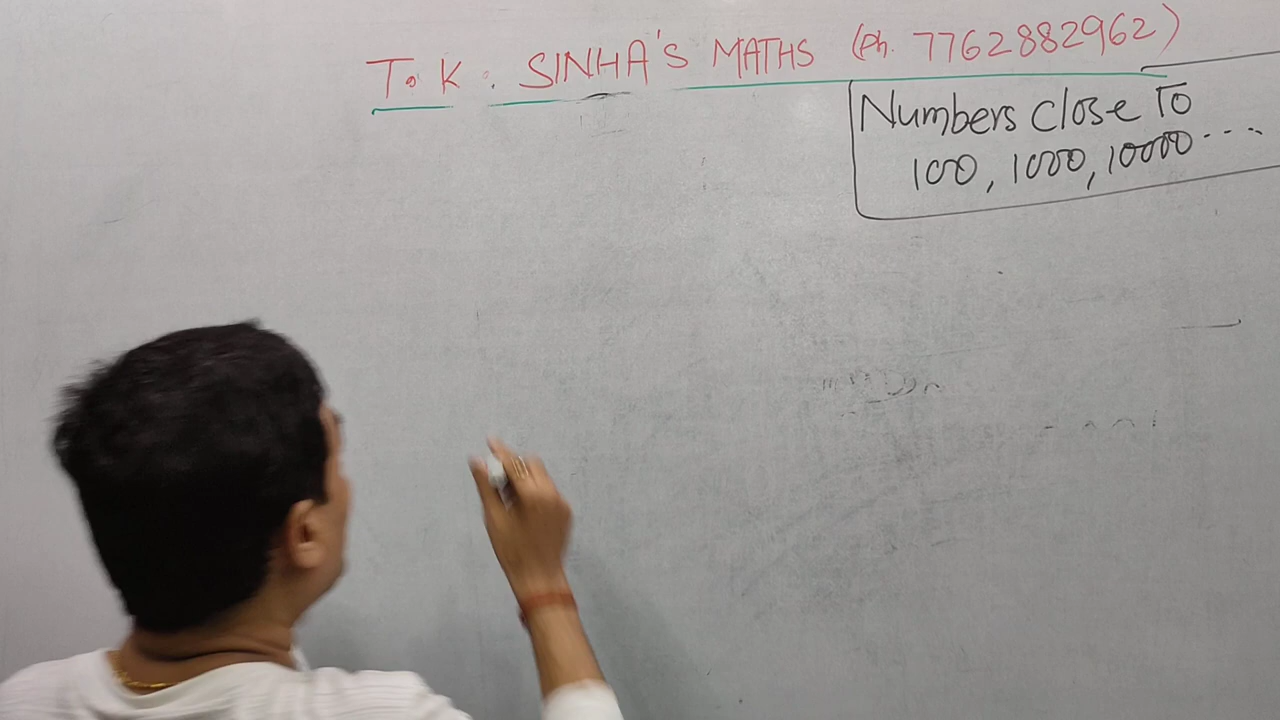 T. K. SINHA'S MATHS (Ph. 7762882962)
Numbers Close To
100, 1000, 10000 ....